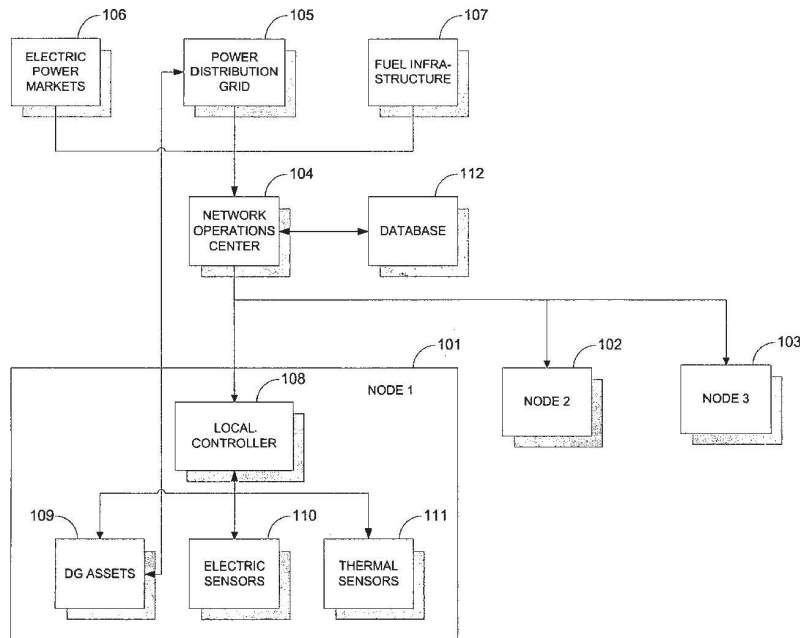 106
105
107
ELECTRIC
POWER
MARKETS
POWER
DISTRIBUTION
GRID
FUEL INFRA-
STRUCTURE
104
112
NETWORK
OPERATIONS
CENTER
DATABASE
101
102
103
NODE 1
108
NODE 2
NODE 3
LOCAL
CONTROLLER
109
110
111
DG ASSETS
ELECTRIC
SENSORS
THERMAL
SENSORS